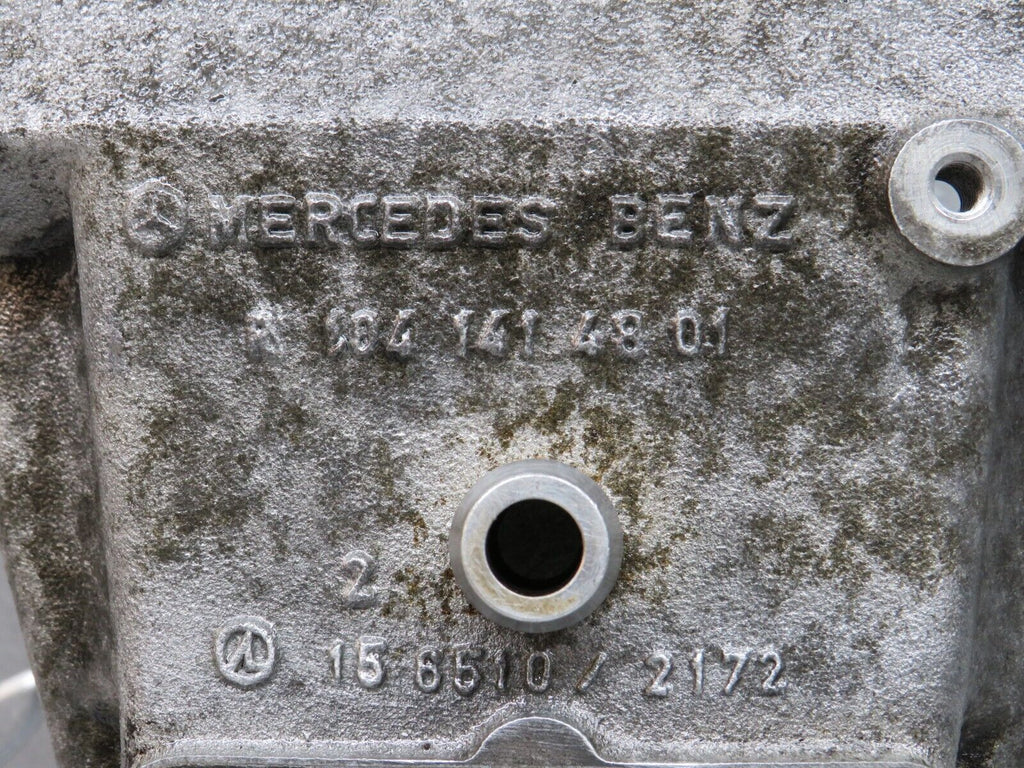 MERCEDES BENZ
R 104 141 48 01
2
15 6510 / 2172